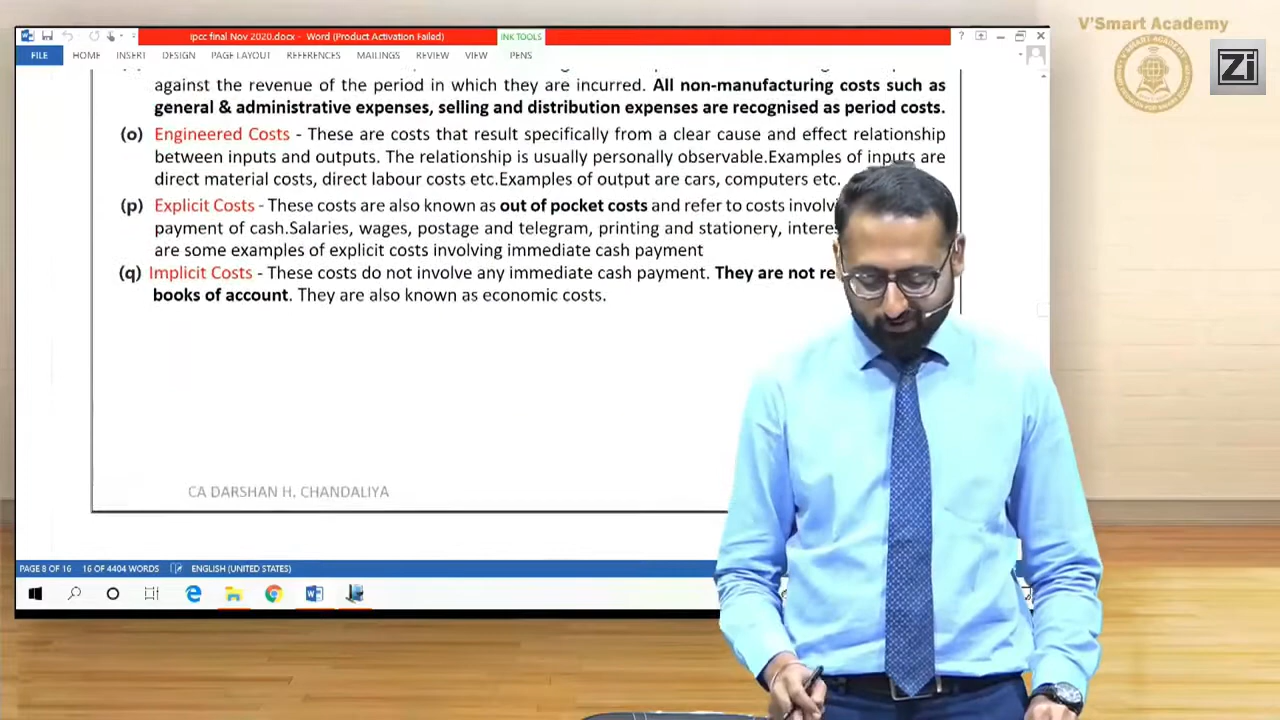 V'Smart Academy
ipcc final Nov 2020.docx - Word (Product Activation Failed)
INK TOOLS
FILE HOME INSERT DESIGN PAGE LAYOUT REFERENCES MAILINGS REVIEW VIEW PENS
Zi
against the revenue of the period in which they are incurred. All non-manufacturing costs such as
general & administrative expenses, selling and distribution expenses are recognised as period costs.
(o) Engineered Costs - These are costs that result specifically from a clear cause and effect relationship
between inputs and outputs. The relationship is usually personally observable.Examples of inputs are
direct material costs, direct labour costs etc.Examples of output are cars, computers etc.
(p) Explicit Costs - These costs are also known as out of pocket costs and refer to costs
payment of cash.Salaries, wages, postage and telegram, printing and stationery,
are some examples of explicit costs involving immediate cash payment
(q) Implicit Costs - These costs do not involve any immediate cash payment. They are not
books of account. They are also known as economic costs.
CA DARSHAN H. CHANDALIYA
PAGE 8 OF 16 16 OF 4404 WORDS ENGLISH (UNITED STATES)